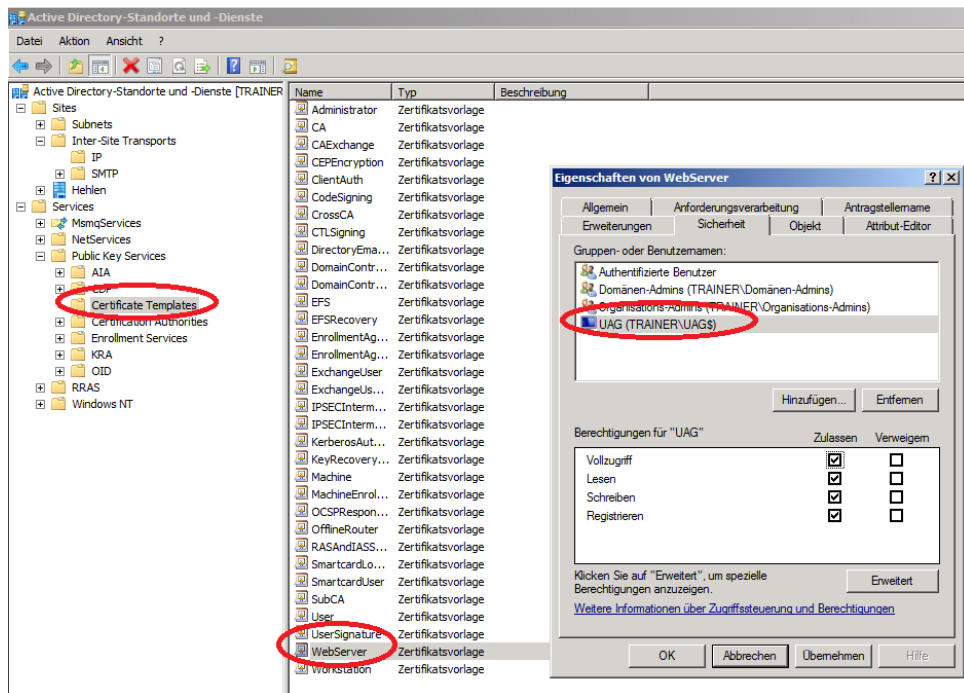 Active Directory-Standorte und -Dienste
Datei Aktion Ansicht ?
Active Directory-Standorte und -Dienste [TRAINER
Sites
Subnets
Inter-Site Transports
IP
SMTP
Hehlen
Services
MsmqServices
NetServices
Public Key Services
AIA
CDP
Certificate Templates
Certification Authorities
Enrollment Services
KRA
OID
RRAS
Windows NT
Name Typ Beschreibung
Administrator Zertifikatsvorlage
CA Zertifikatsvorlage
CAExchange Zertifikatsvorlage
CEPEncryption Zertifikatsvorlage
ClientAuth Zertifikatsvorlage
CodeSigning Zertifikatsvorlage
CrossCA Zertifikatsvorlage
CTLSigning Zertifikatsvorlage
DirectoryEma... Zertifikatsvorlage
DomainContr... Zertifikatsvorlage
DomainContr... Zertifikatsvorlage
EFS Zertifikatsvorlage
EFSRecovery Zertifikatsvorlage
EnrollmentAg... Zertifikatsvorlage
EnrollmentAg... Zertifikatsvorlage
ExchangeUser Zertifikatsvorlage
ExchangeUs... Zertifikatsvorlage
IPSECInterm... Zertifikatsvorlage
IPSECInterm... Zertifikatsvorlage
KerberosAut... Zertifikatsvorlage
KeyRecovery... Zertifikatsvorlage
Machine Zertifikatsvorlage
MachineEnrol... Zertifikatsvorlage
OCSPRespon... Zertifikatsvorlage
OfflineRouter Zertifikatsvorlage
RASAndIASS... Zertifikatsvorlage
SmartcardLo... Zertifikatsvorlage
SmartcardUser Zertifikatsvorlage
SubCA Zertifikatsvorlage
User Zertifikatsvorlage
UserSignature Zertifikatsvorlage
WebServer Zertifikatsvorlage
Workstation Zertifikatsvorlage
Eigenschaften von WebServer
Allgemein Anforderungsverarbeitung Antragstellername
Erweiterungen Sicherheit Objekt Attribut-Editor
Gruppen- oder Benutzernamen:
Authentifizierte Benutzer
Domänen-Admins (TRAINER\Domänen-Admins)
Organisations-Admins (TRAINER\Organisations-Admins)
UAG (TRAINER\UAG$)
Hinzufügen... Entfernen
Berechtigungen für "UAG" Zulassen Verweigern
Vollzugriff
Lesen
Schreiben
Registrieren
Klicken Sie auf "Erweitert", um spezielle
Berechtigungen anzuzeigen.
Erweitert
Weitere Informationen über Zugriffssteuerung und Berechtigungen
OK Abbrechen Übernehmen Hilfe